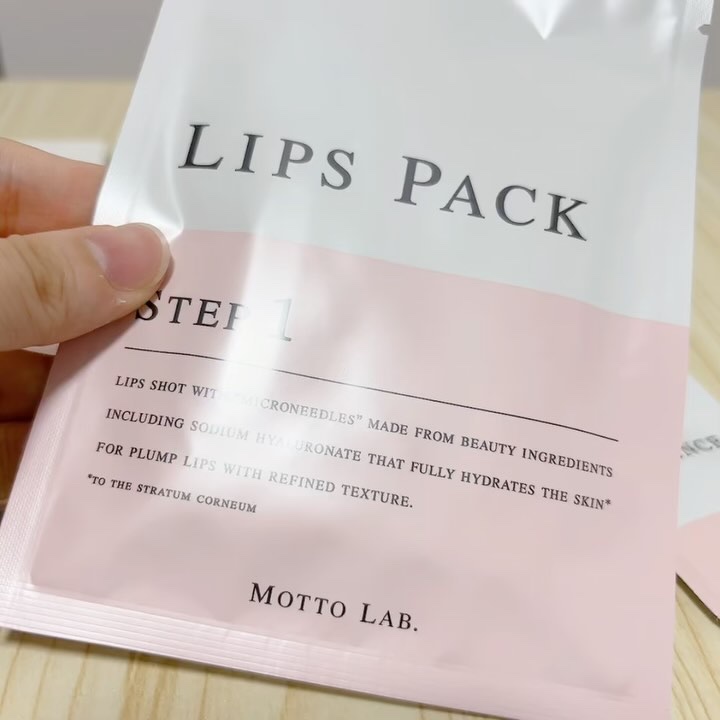 LIPS PACK
STEP 1
LIPS SHOT WITH "MICRONEEDLES" MADE FROM BEAUTY INGREDIENTS
INCLUDING SODIUM HYALURONATE THAT FULLY HYDRATES THE SKIN*
FOR PLUMP LIPS WITH REFINED TEXTURE.
*TO THE STRATUM CORNEUM
MOTTO LAB.